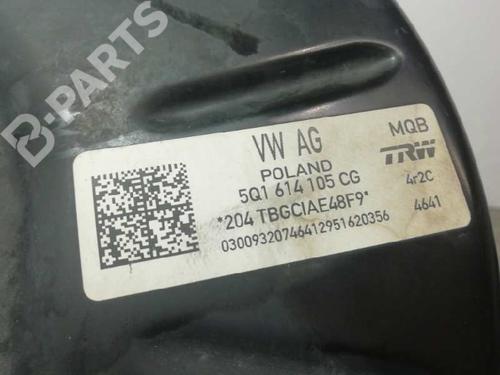 B-PARTS
VW AG
POLAND
5Q1 614 105 CG
*204 TBGCIAE48F9*
03009320746412951620356
MQB
TRW
4r2C
4641